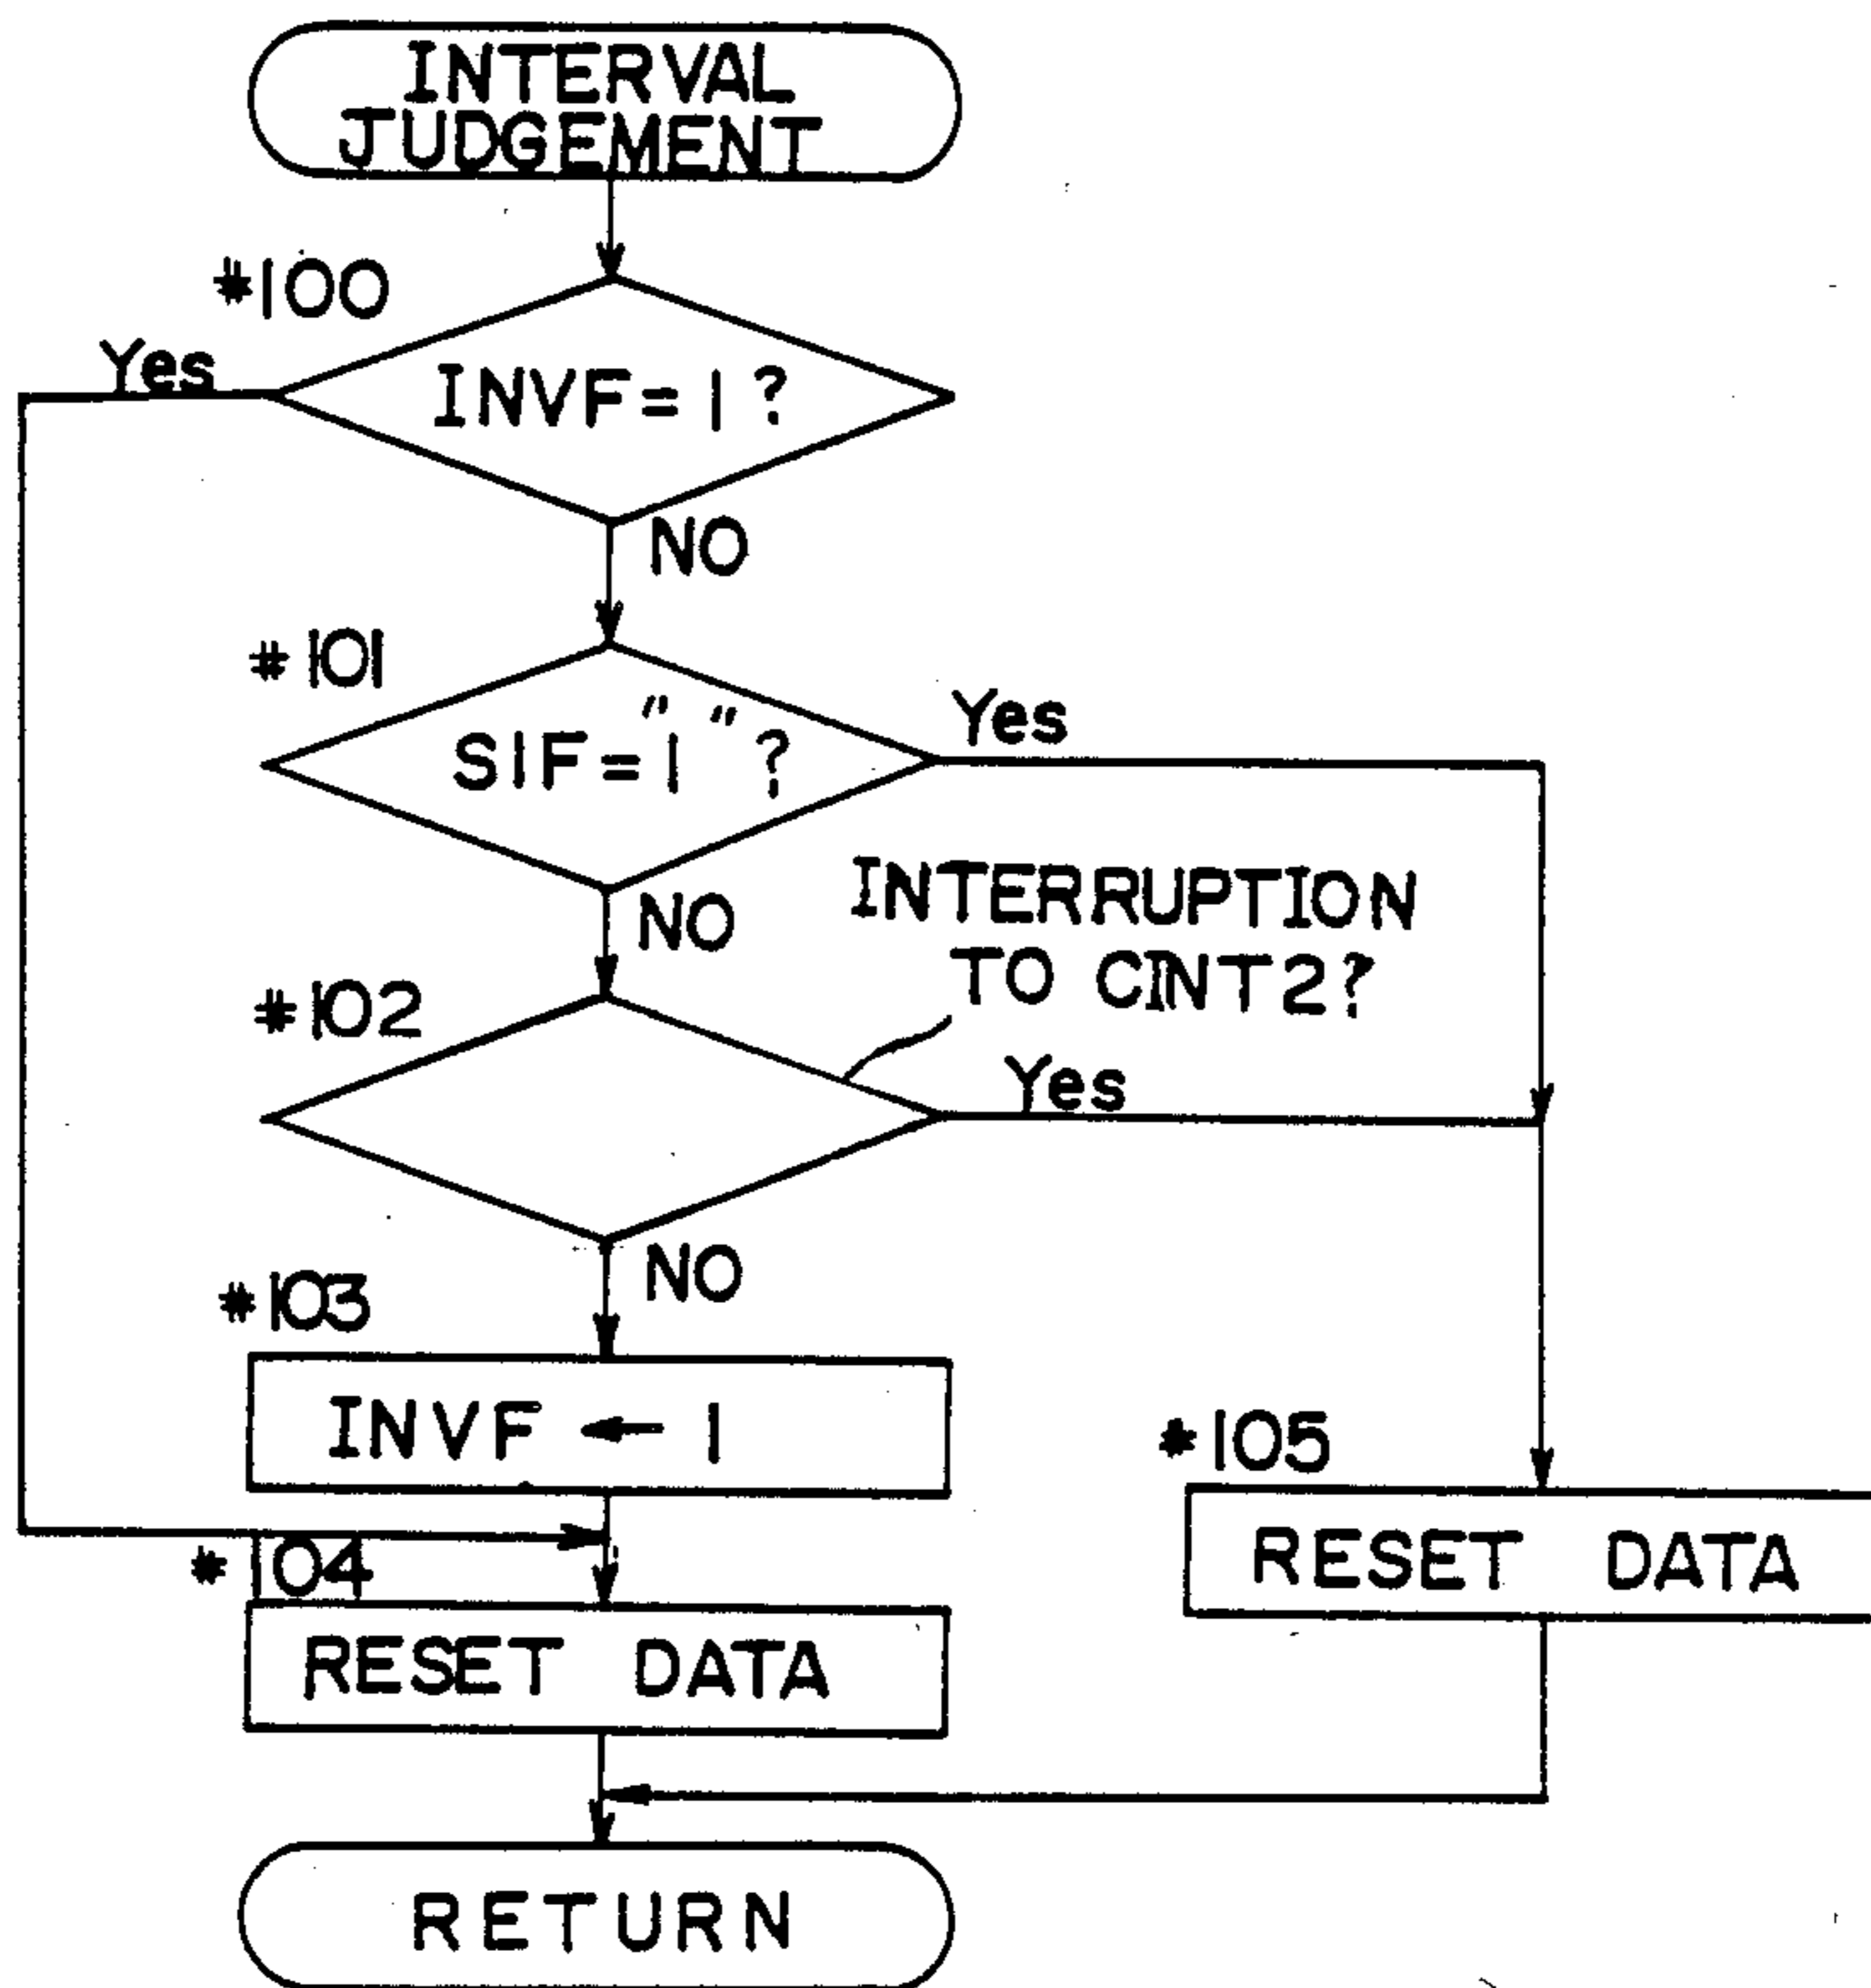 INTERVAL
JUDGEMENT
#100
Yes
INVF=1?
NO
#101
SIF="1"?
Yes
NO
INTERRUPTION
TO CINT2?
#102
Yes
NO
#103
INVF ← 1
#105
RESET DATA
#104
RESET DATA
RETURN